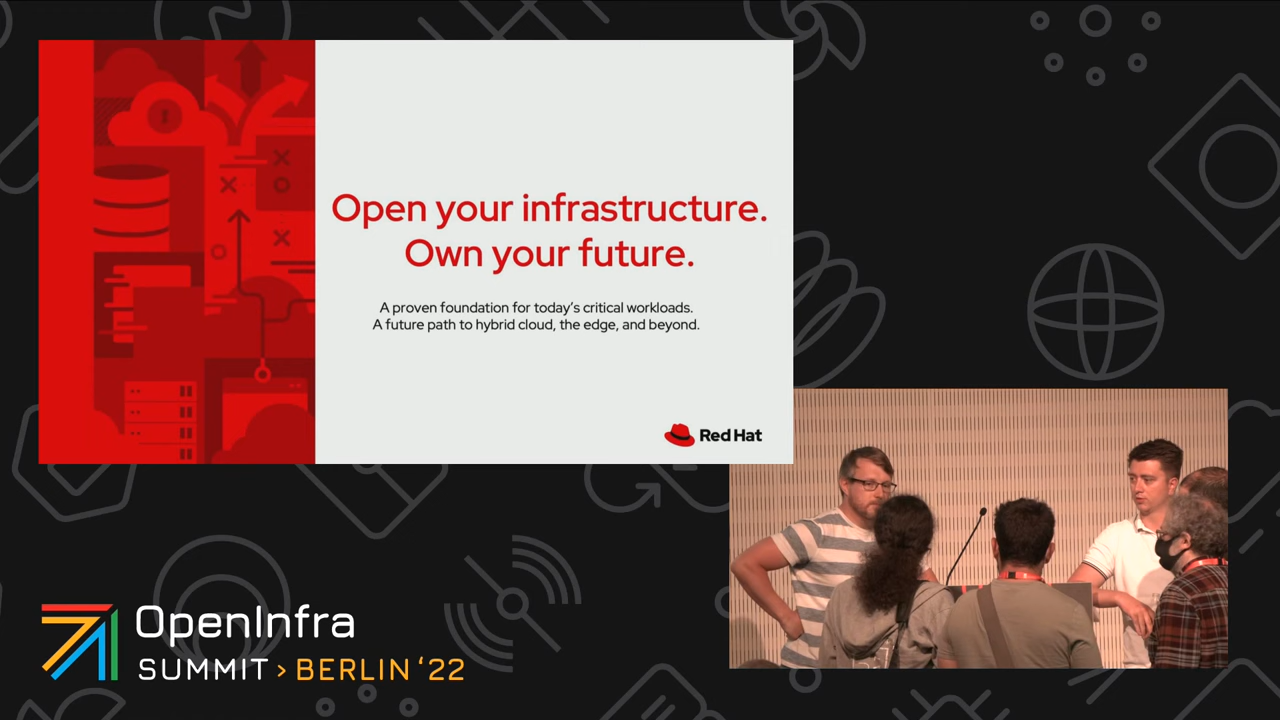 Open your infrastructure.
Own your future.
A proven foundation for today's critical workloads.
A future path to hybrid cloud, the edge, and beyond.
Red Hat
OpenInfra
SUMMIT > BERLIN '22